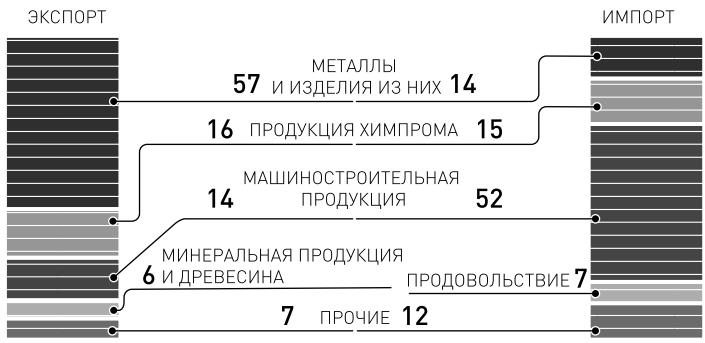 ЭКСПОРТ ИМПОРТ
МЕТАЛЛЫ
57 И ИЗДЕЛИЯ ИЗ НИХ 14
16 ПРОДУКЦИЯ ХИМПРОМА 15
МАШИНОСТРОИТЕЛЬНАЯ
14 ПРОДУКЦИЯ 52
МИНЕРАЛЬНАЯ ПРОДУКЦИЯ
6 И ДРЕВЕСИНА ПРОДОВОЛЬСТВИЕ 7
7 ПРОЧИЕ 12